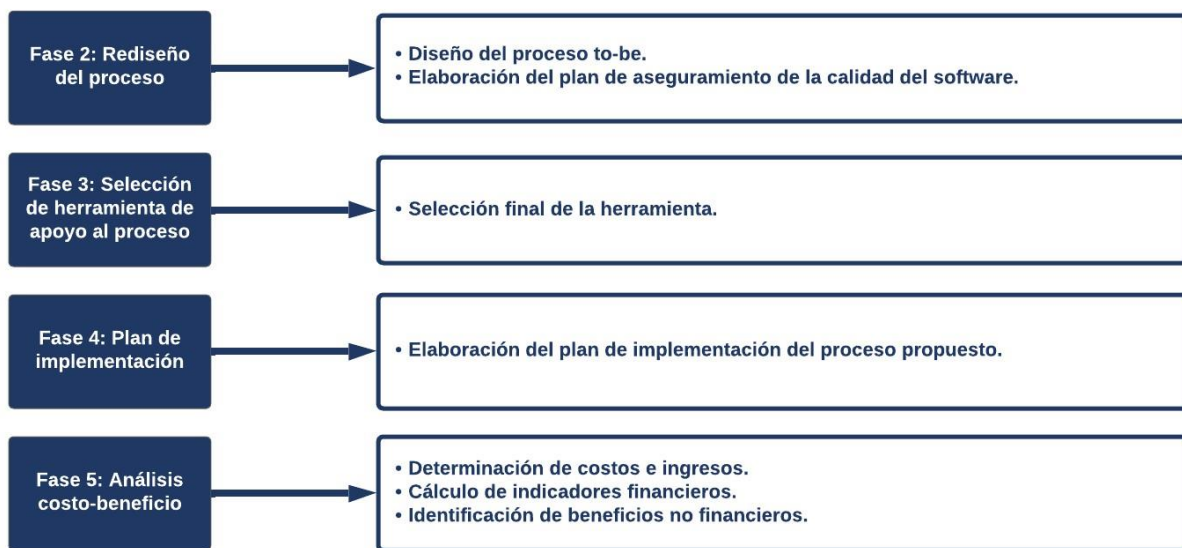 Fase 2: Rediseño
del proceso
• Diseño del proceso to-be.
• Elaboración del plan de aseguramiento de la calidad del software.
Fase 3: Selección
de herramienta de
apoyo al proceso
• Selección final de la herramienta.
Fase 4: Plan de
implementación
• Elaboración del plan de implementación del proceso propuesto.
Fase 5: Análisis
costo-beneficio
• Determinación de costos e ingresos.
• Cálculo de indicadores financieros.
• Identificación de beneficios no financieros.